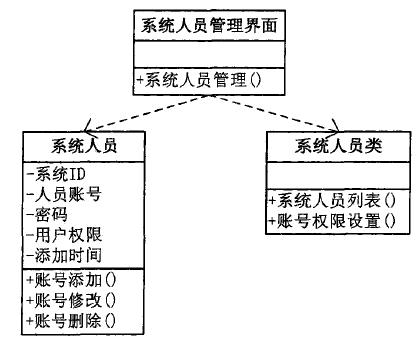 系统人员管理界面
+系统人员管理()
系统人员
-系统ID
-人员账号
-密码
-用户权限
-添加时间
+账号添加()
+账号修改()
+账号删除()
系统人员类
+系统人员列表()
+账号权限设置()